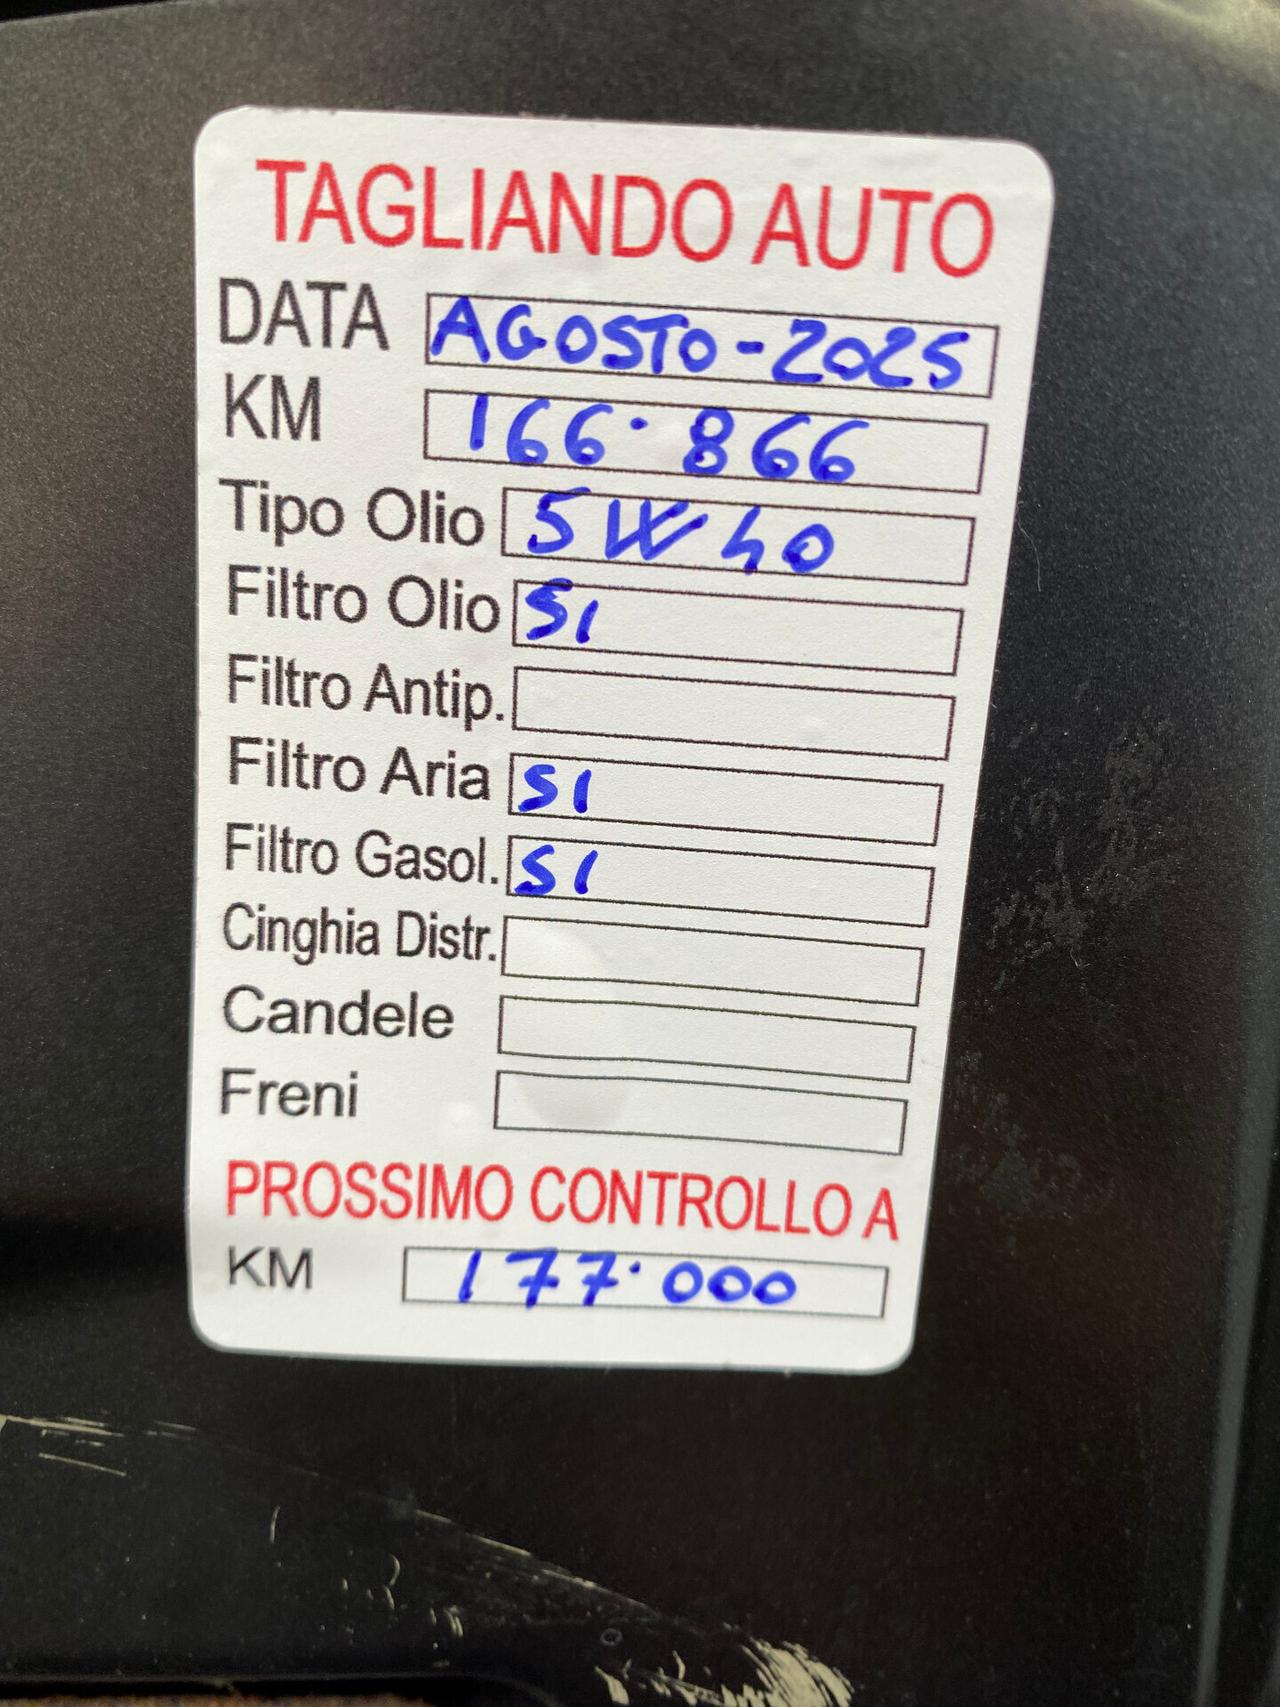 TAGLIANDO AUTO
DATA AGOSTO-2025
KM 166·866
Tipo Olio 5W40
Filtro Olio SI
Filtro Antip.
Filtro Aria SI
Filtro Gasol. SI
Cinghia Distr.
Candele
Freni
PROSSIMO CONTROLLO A
KM 177·000